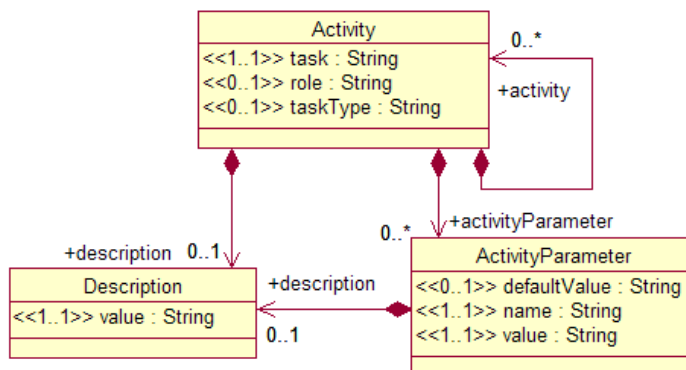 Activity
<<1..1>> task : String
<<0..1>> role : String
<<0..1>> taskType : String
0..*
+activity
+description
0..1
0..*
+activityParameter
Description
<<1..1>> value : String
+description
0..1
ActivityParameter
<<0..1>> defaultValue : String
<<1..1>> name : String
<<1..1>> value : String